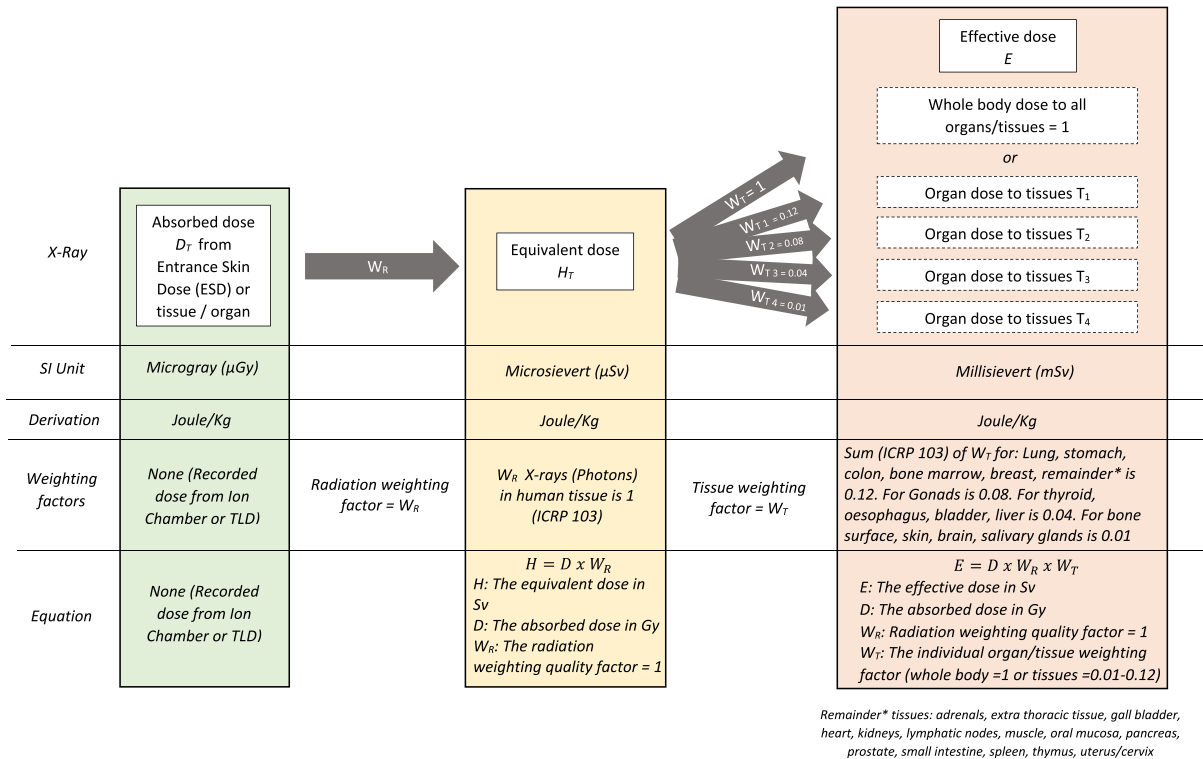 Effective dose
E
Whole body dose to all
organs/tissues = 1
or
Organ dose to tissues T1
Organ dose to tissues T2
Organ dose to tissues T3
Organ dose to tissues T4
X-Ray
Absorbed dose
DT from
Entrance Skin
Dose (ESD) or
tissue / organ
WR
Equivalent dose
HT
WT = 1
WT 1 = 0.12
WT 2 = 0.08
WT 3 = 0.04
WT 4 = 0.01
SI Unit
Microgray (µGy)
Microsievert (µSv)
Millisievert (mSv)
Derivation
Joule/Kg
Joule/Kg
Joule/Kg
Weighting
factors
None (Recorded
dose from Ion
Chamber or TLD)
Radiation weighting
factor = WR
WR X-rays (Photons)
in human tissue is 1
(ICRP 103)
Tissue weighting
factor = WT
Sum (ICRP 103) of WT for: Lung, stomach,
colon, bone marrow, breast, remainder* is
0.12. For Gonads is 0.08. For thyroid,
oesophagus, bladder, liver is 0.04. For bone
surface, skin, brain, salivary glands is 0.01
Equation
None (Recorded
dose from Ion
Chamber or TLD)
H = D x WR
H: The equivalent dose in
Sv
D: The absorbed dose in Gy
WR: The radiation
weighting quality factor = 1
E = D x WR x WT
E: The effective dose in Sv
D: The absorbed dose in Gy
WR: Radiation weighting quality factor = 1
WT: The individual organ/tissue weighting
factor (whole body =1 or tissues =0.01-0.12)
Remainder* tissues: adrenals, extra thoracic tissue, gall bladder,
heart, kidneys, lymphatic nodes, muscle, oral mucosa, pancreas,
prostate, small intestine, spleen, thymus, uterus/cervix